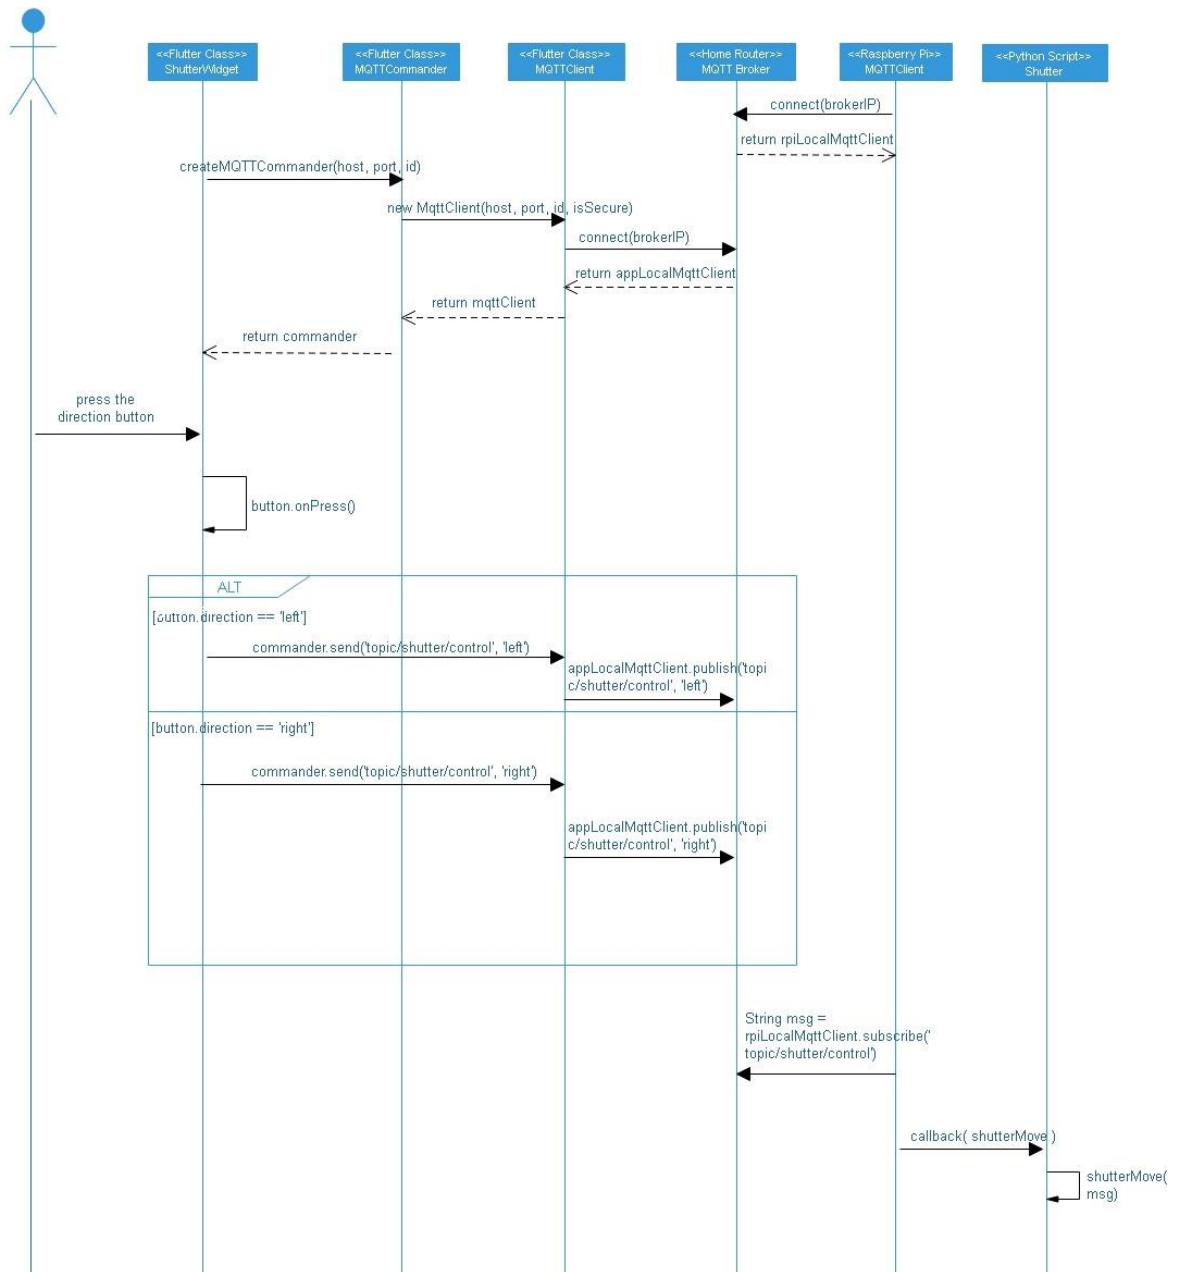 <<Flutter Class>>
ShutterWidget
<<Flutter Class>>
MQTTCommander
<<Flutter Class>>
MQTTClient
<<Home Router>>
MQTT Broker
<<Raspberry Pi>>
MQTTClient
<<Python Script>>
Shutter
connect(brokerIP)
return rpiLocalMqttClient
createMQTTCommander(host, port, id)
new MqttClient(host, port, id, isSecure)
connect(brokerIP)
return appLocalMqttClient
return mqttClient
return commander
press the
direction button
button.onPress()
ALT
[button.direction == 'left']
commander.send('topic/shutter/control', 'left')
appLocalMqttClient.publish('topi
c/shutter/control', 'left')
[button.direction == 'right']
commander.send('topic/shutter/control', 'right')
appLocalMqttClient.publish('topi
c/shutter/control', 'right')
String msg =
rpiLocalMqttClient.subscribe('
topic/shutter/control')
callback( shutterMove )
shutterMove(
msg)